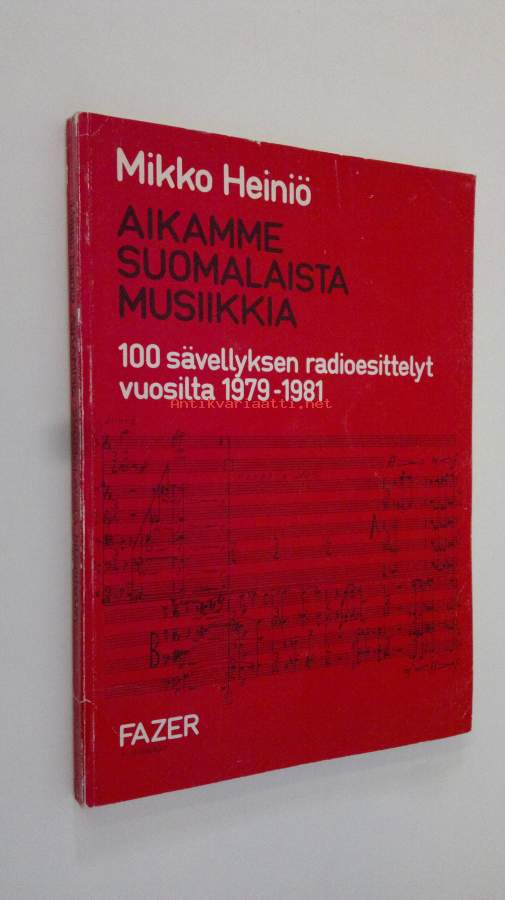 Mikko Heiniö
AIKAMME
SUOMALAISTA
MUSIIKKIA
100 sävellyksen radioesittelyt
vuosilta 1979-1981
Antikvariaatti.net
FAZER